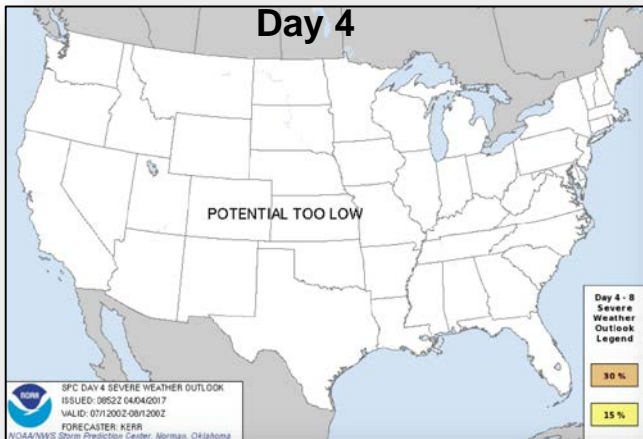 Day 4
POTENTIAL TOO LOW
Day 4 - 8
Severe
Weather
Outlook
Legend
30 %
15 %
NOAA
SPC DAY 4 SEVERE WEATHER OUTLOOK
ISSUED: 0852Z 04/04/2017
VALID: 07/1200Z-08/1200Z
FORECASTER: KERR
NOAA/NWS Storm Prediction Center, Norman, Oklahoma